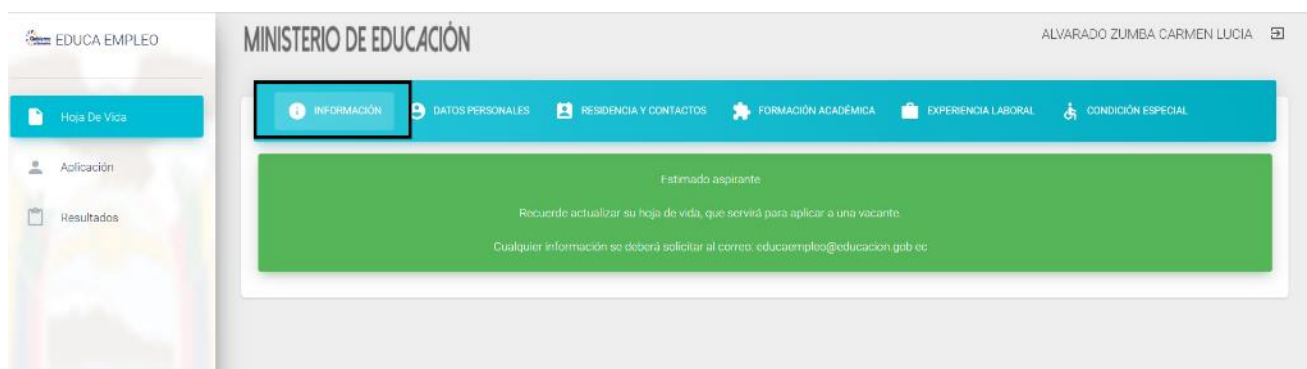 EDUCA EMPLEO
MINISTERIO DE EDUCACIÓN
ALVARADO ZUMBA CARMEN LUCIA
INFORMACIÓN
DATOS PERSONALES
RESIDENCIA Y CONTACTOS
FORMACIÓN ACADÉMICA
EXPERIENCIA LABORAL
CONDICIÓN ESPECIAL
Hoja De Vida
Aplicación
Resultados
Estimado aspirante
Recuerde actualizar su hoja de vida, que servirá para aplicar a una vacante.
Cualquier información se deberá solicitar al correo: educaempleo@educacion.gob.ec